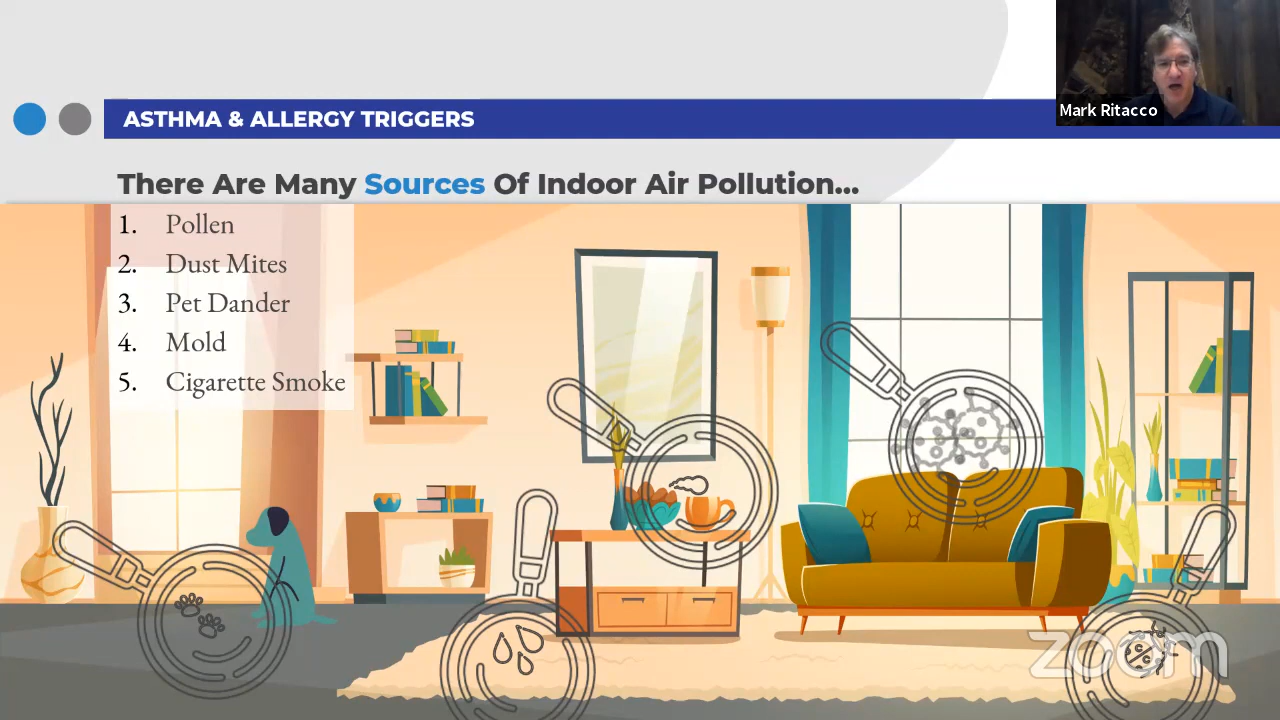 Mark Ritacco
ASTHMA & ALLERGY TRIGGERS
There Are Many Sources Of Indoor Air Pollution...
1. Pollen
2. Dust Mites
3. Pet Dander
4. Mold
5. Cigarette Smoke
zoom